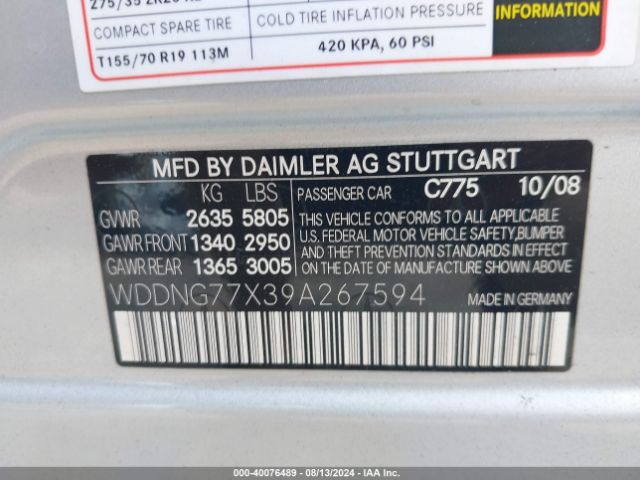 COMPACT SPARE TIRE
COLD TIRE INFLATION PRESSURE
INFORMATION
T155/70 R19 113M
420 KPA, 60 PSI
MFD BY DAIMLER AG STUTTGART
KG LBS PASSENGER CAR C775 10/08
GVWR 2635 5805 THIS VEHICLE CONFORMS TO ALL APPLICABLE
GAWR FRONT 1340 2950 U.S. FEDERAL MOTOR VEHICLE SAFETY,BUMPER
AND THEFT PREVENTION STANDARDS IN EFFECT
GAWR REAR 1365 3005 ON THE DATE OF MANUFACTURE SHOWN ABOVE.
WDDNG77X39A267594 MADE IN GERMANY
000-40076489 - 08/13/2024 - IAA Inc.